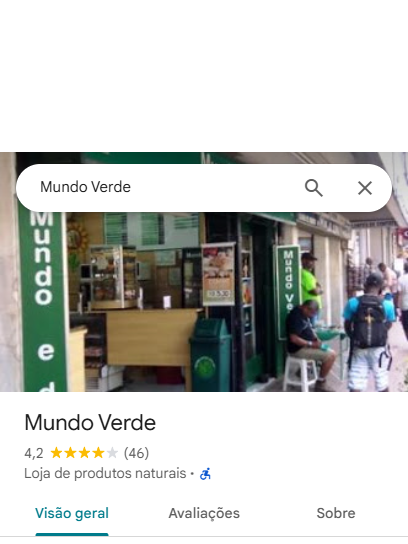 Mundo Verde
Mundo
e
Mundo Ve
Mundo Verde
4,2 (46)
Loja de produtos naturais •
Visão geral
Avaliações
Sobre